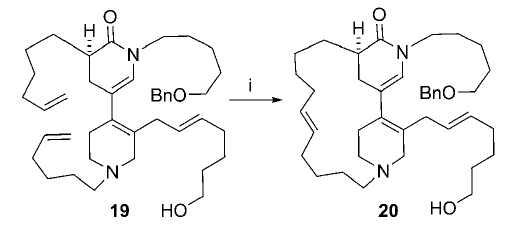 O O
H H
N N
i
BnO BnO
N N
HO HO
19 20